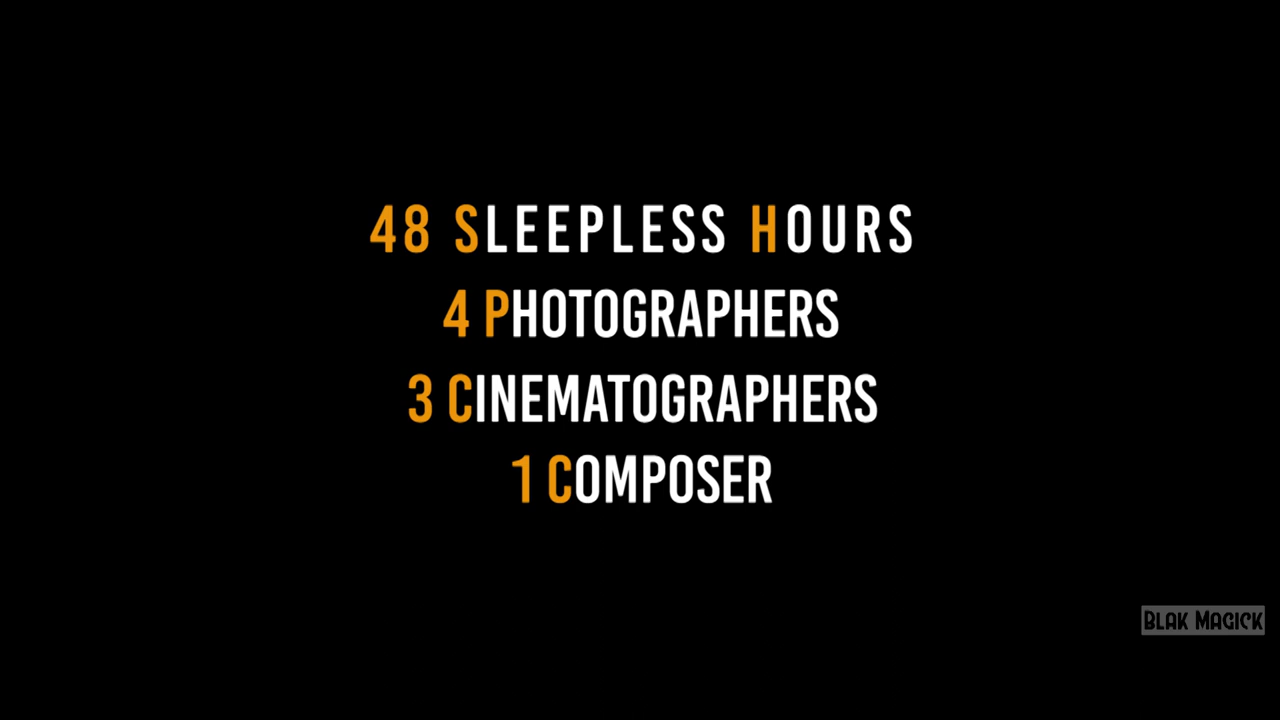 48 SLEEPLESS HOURS
4 PHOTOGRAPHERS
3 CINEMATOGRAPHERS
1 COMPOSER
BLAK MAGICK